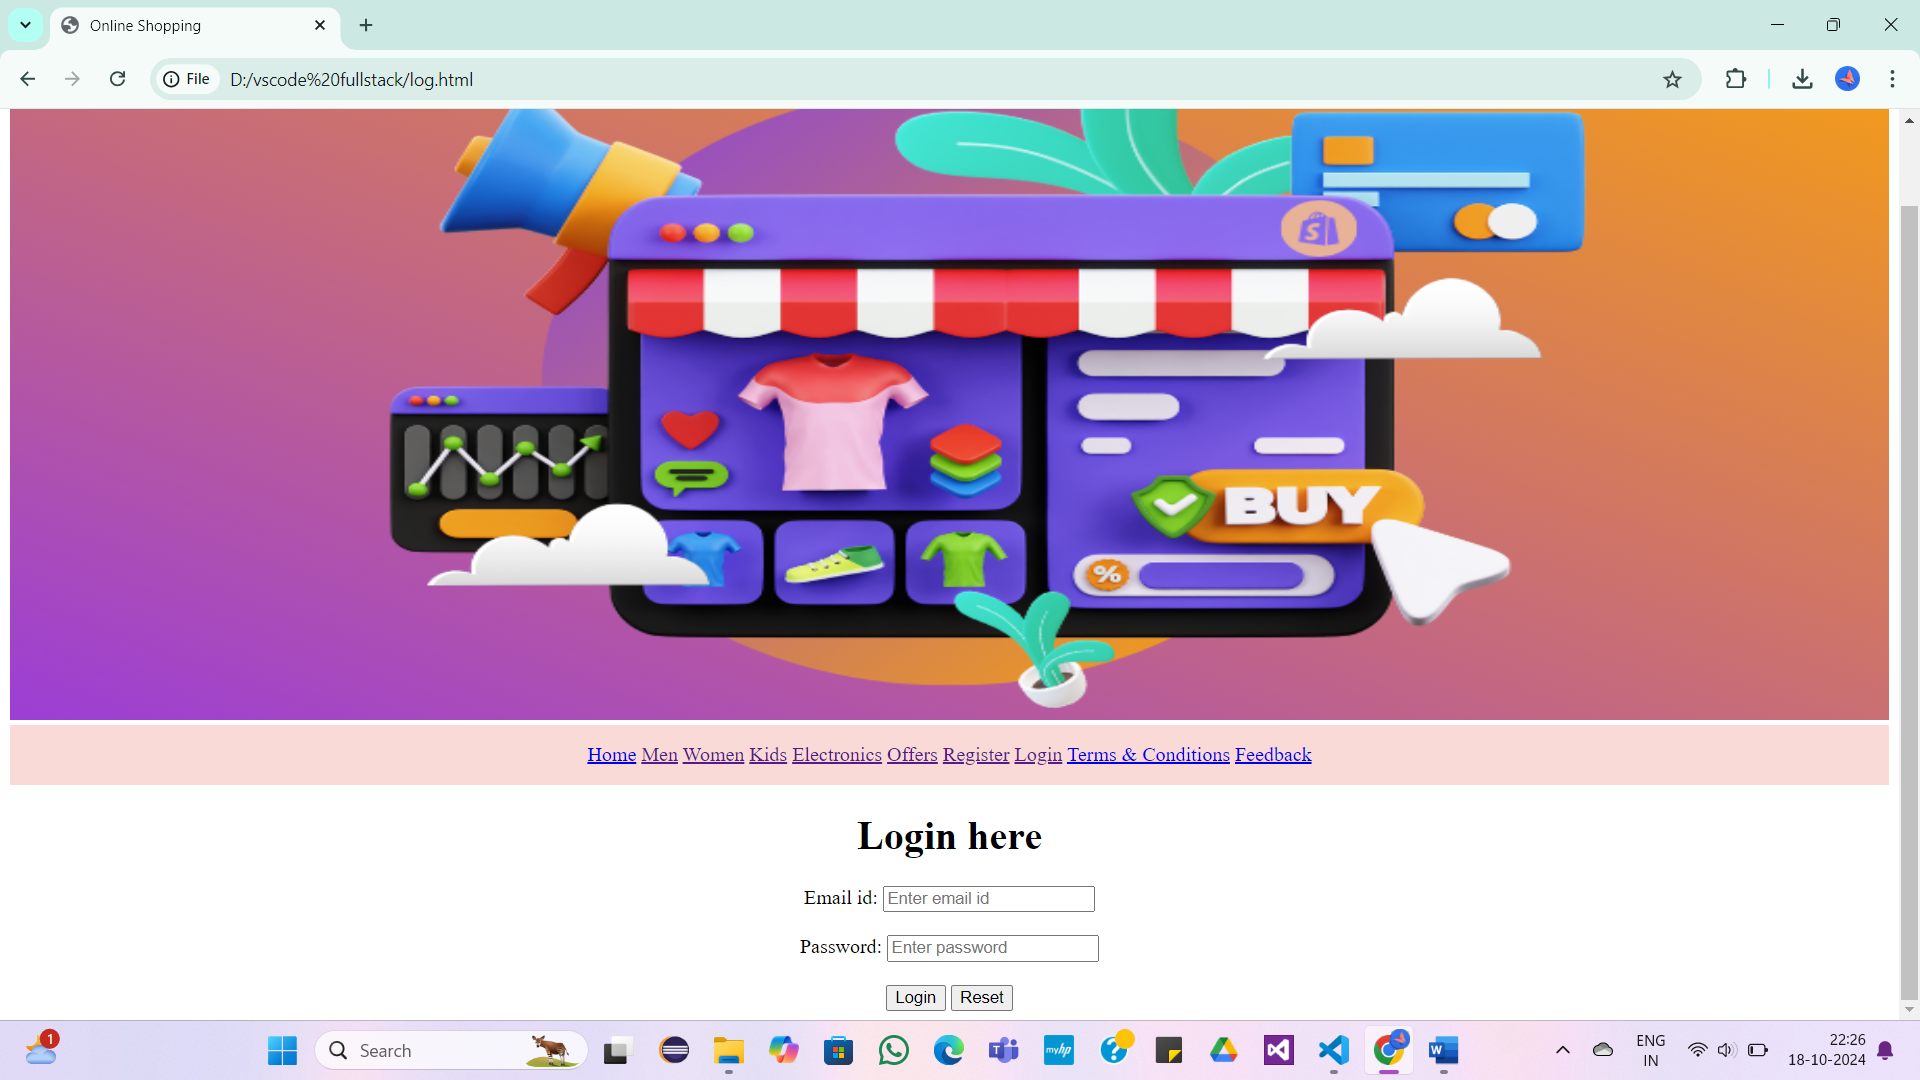 Online Shopping
File D:/vscode%20fullstack/log.html
S
BUY
%
Home Men Women Kids Electronics Offers Register Login Terms & Conditions Feedback
Login here
Email id: Enter email id
Password: Enter password
Login Reset
1
Search
T
myhp
?
W
ENG
IN
22:26
18-10-2024